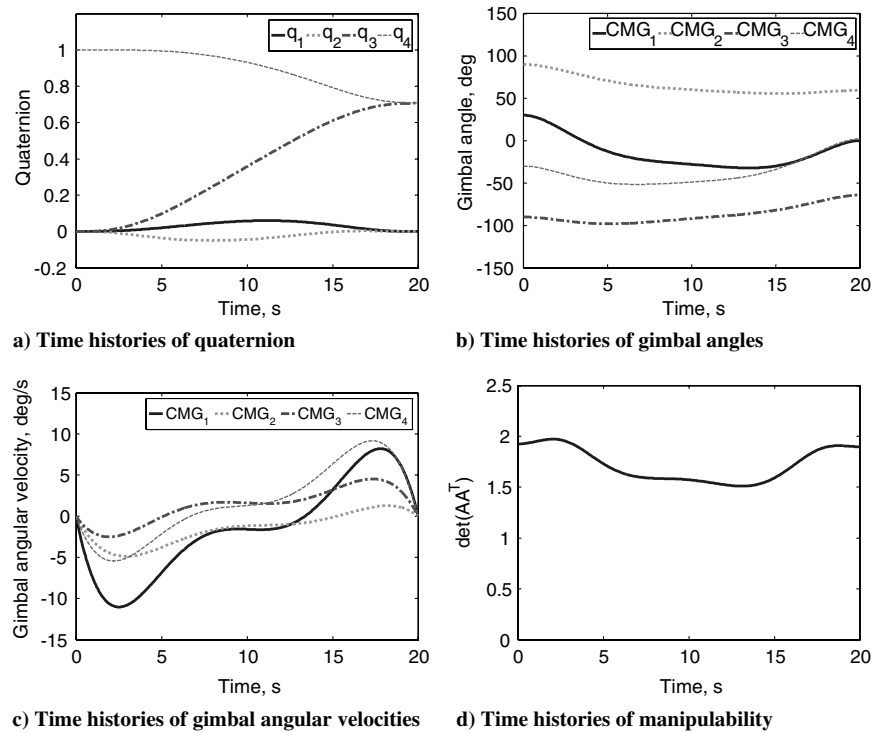 q1 q2 q3 q4
1
0.8
0.6
0.4
0.2
0
-0.2
Quaternion
0 5 10 15 20
Time, s
a) Time histories of quaternion
CMG1 CMG2 CMG3 CMG4
150
100
50
0
-50
-100
-150
Gimbal angle, deg
0 5 10 15 20
Time, s
b) Time histories of gimbal angles
CMG1 CMG2 CMG3 CMG4
15
10
5
0
-5
-10
-15
Gimbal angular velocity, deg/s
0 5 10 15 20
Time, s
c) Time histories of gimbal angular velocities
2.5
2
1.5
1
0.5
0
det(AA^T)
0 5 10 15 20
Time, s
d) Time histories of manipulability